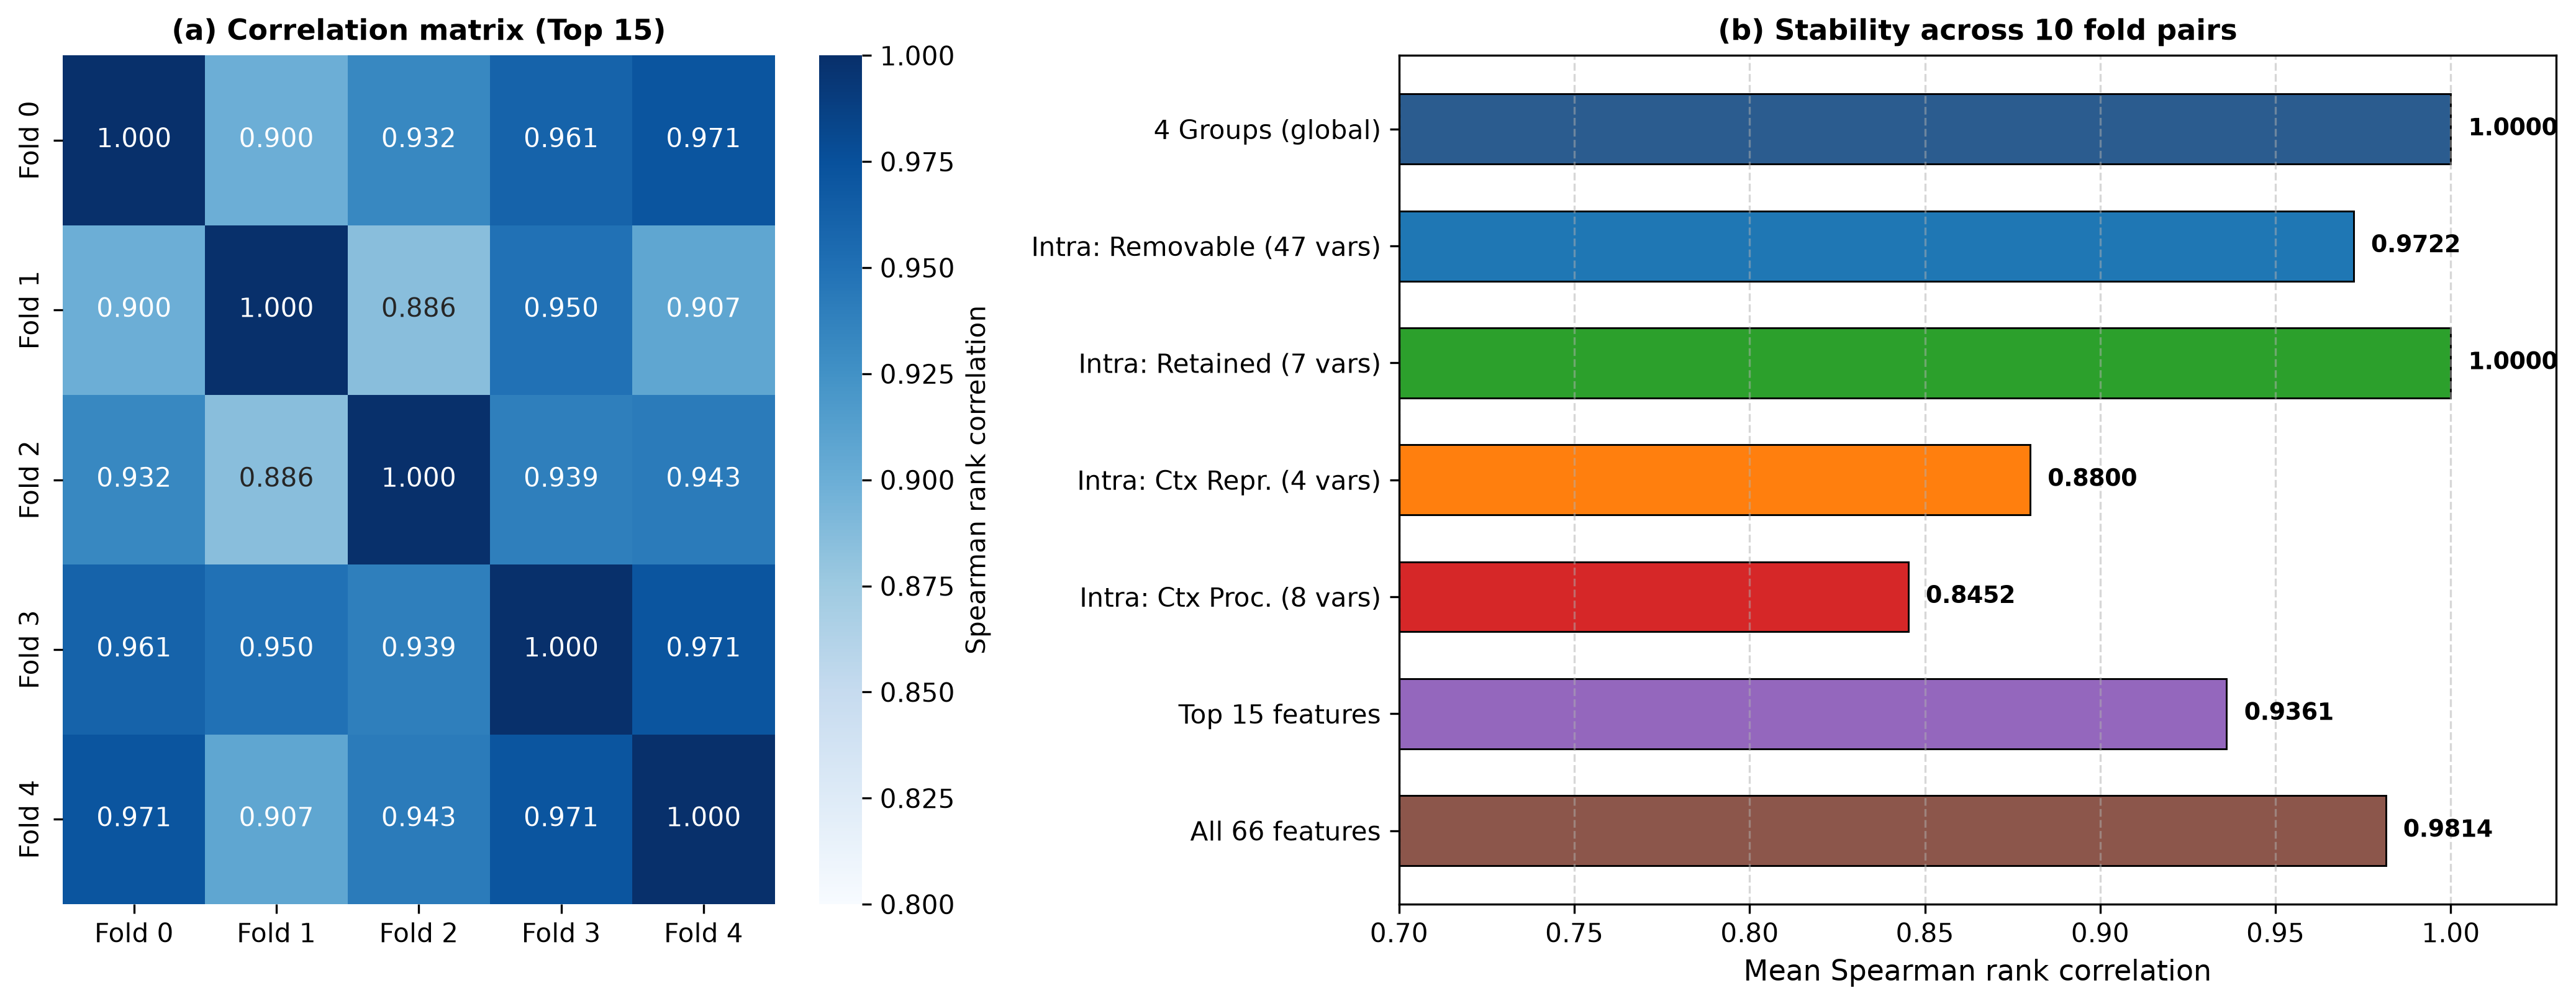 (a) Correlation matrix (Top 15)
Fold 0
1.000 0.900 0.932 0.961 0.971
Fold 1
0.900 1.000 0.886 0.950 0.907
Fold 2
0.932 0.886 1.000 0.939 0.943
Fold 3
0.961 0.950 0.939 1.000 0.971
Fold 4
0.971 0.907 0.943 0.971 1.000
Fold 0 Fold 1 Fold 2 Fold 3 Fold 4
1.000
0.975
0.950
0.925
0.900
0.875
0.850
0.825
0.800
Spearman rank correlation
(b) Stability across 10 fold pairs
4 Groups (global) 1.0000
Intra: Removable (47 vars) 0.9722
Intra: Retained (7 vars) 1.0000
Intra: Ctx Repr. (4 vars) 0.8800
Intra: Ctx Proc. (8 vars) 0.8452
Top 15 features 0.9361
All 66 features 0.9814
0.70 0.75 0.80 0.85 0.90 0.95 1.00
Mean Spearman rank correlation